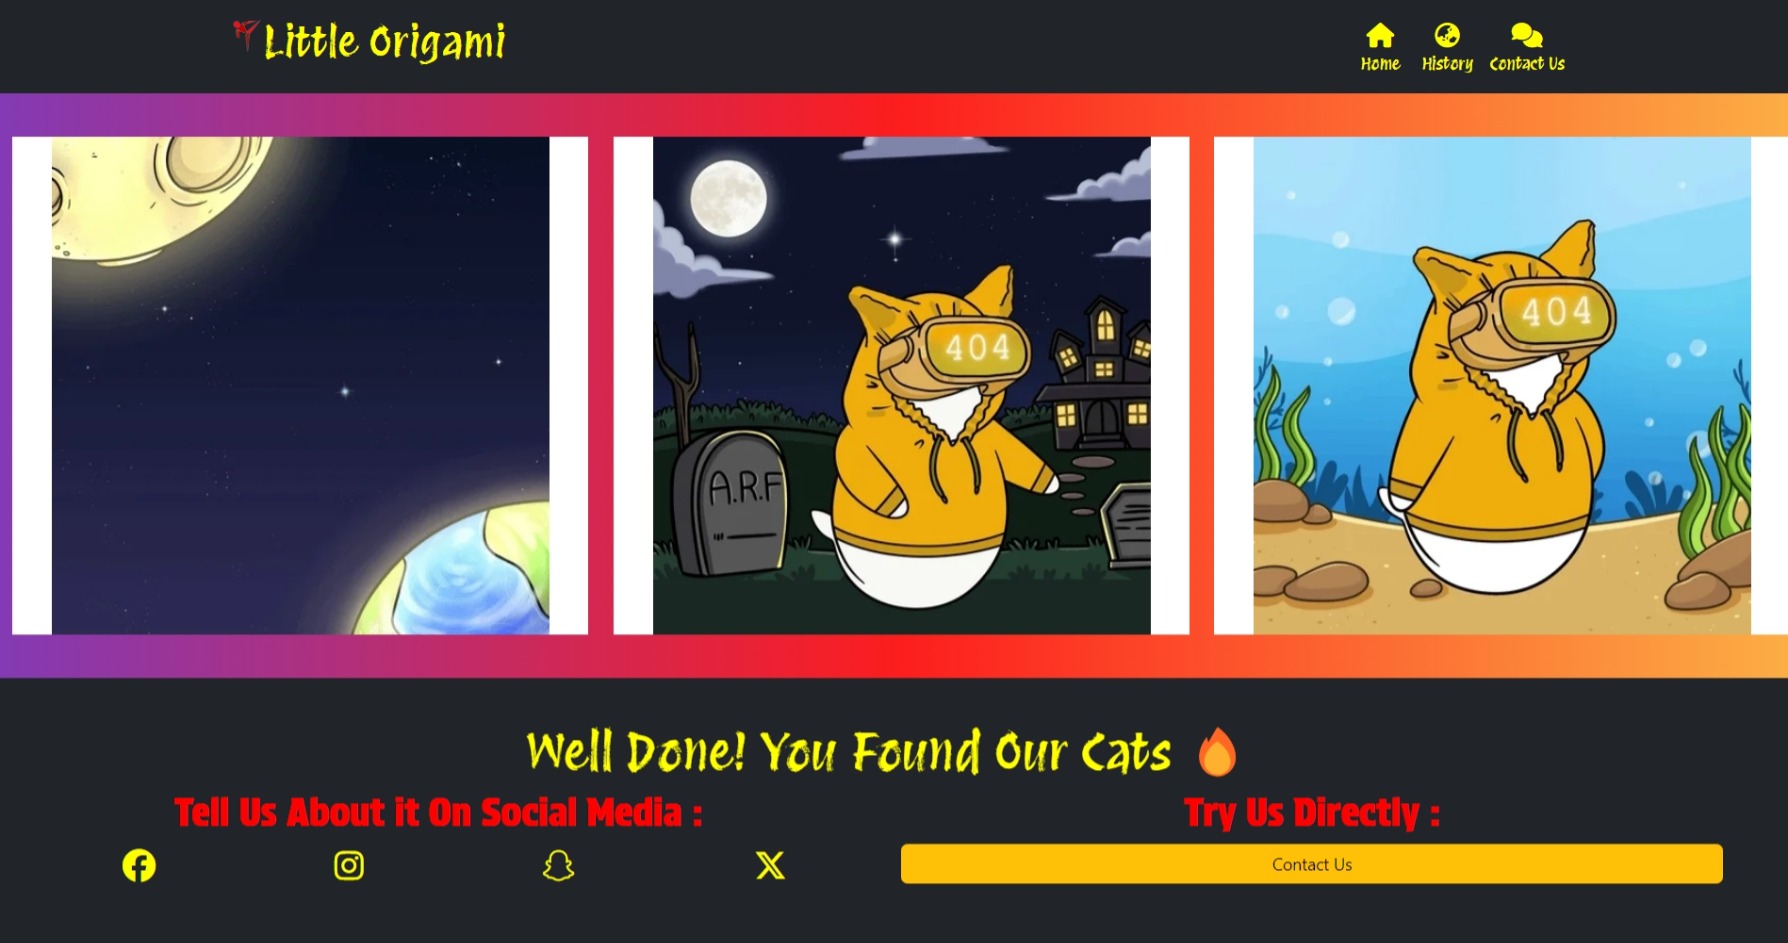 Little Origami
Home History Contact Us
404
404
A.R.F
Well Done! You Found Our Cats 🔥
Tell Us About it On Social Media :
Try Us Directly :
Contact Us